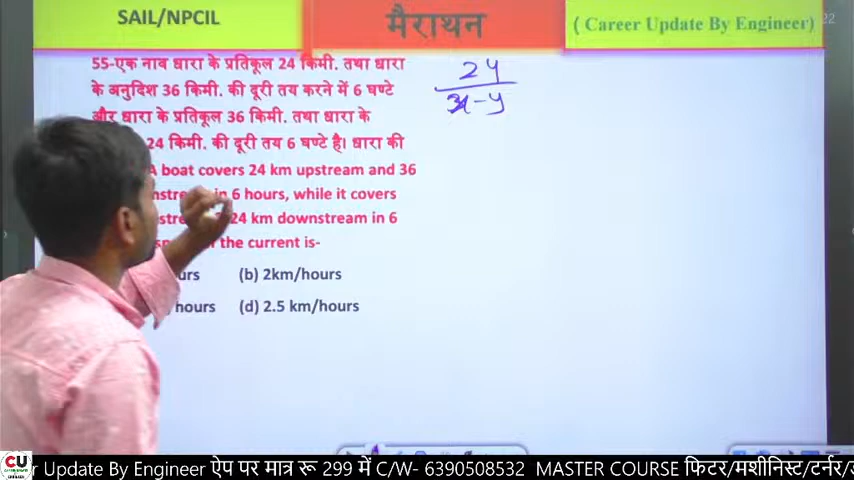 SAIL/NPCIL
मैराथन
( Career Update By Engineer)
22
55-एक नाव धारा के प्रतिकूल 24 किमी. तथा धारा
के अनुदिश 36 किमी. की दूरी तय करने में 6 घण्टे
और धारा के प्रतिकूल 36 किमी. तथा धारा के
24 किमी. की दूरी तय 6 घण्टे है। धारा की
A boat covers 24 km upstream and 36
in 6 hours, while it covers
24 km downstream in 6
the current is-
(b) 2km/hours
hours (d) 2.5 km/hours
24
x-y
CU
Update By Engineer ऐप पर मात्र रू 299 में C/W- 6390508532 MASTER COURSE फिटर/मशीनिस्ट/टर्नर/